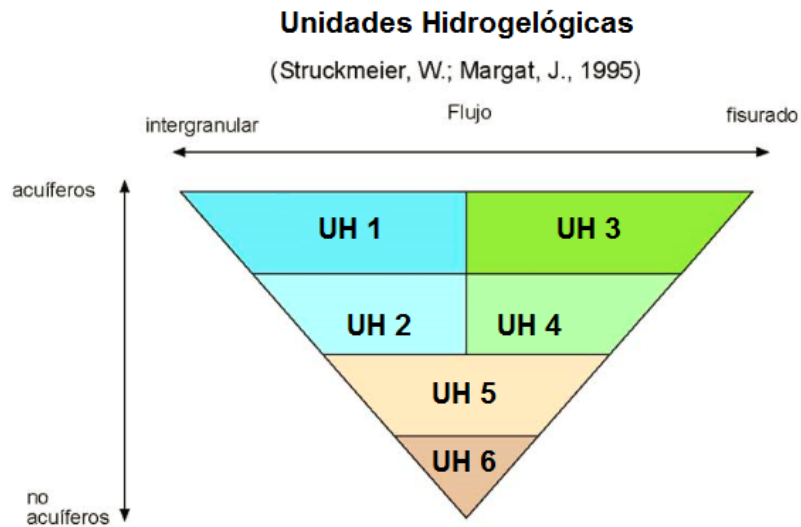 Unidades Hidrogelógicas
(Struckmeier, W.; Margat, J., 1995)
Flujo
intergranular
fisurado
acuíferos
UH 1
UH 3
UH 2
UH 4
UH 5
UH 6
no
acuíferos